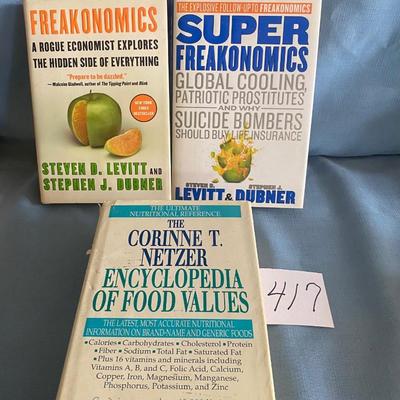 FREAKONOMICS
A ROGUE ECONOMIST EXPLORES
THE HIDDEN SIDE OF EVERYTHING
"Prepare to be dazzled."
—Malcolm Gladwell, author of The Tipping Point and Blink
NEW YORK TIMES
BESTSELLER
STEVEN D. LEVITT
AND
STEPHEN J. DUBNER
THE EXPLOSIVE FOLLOW-UP TO FREAKONOMICS
SUPER
FREAKONOMICS
GLOBAL COOLING,
PATRIOTIC PROSTITUTES
AND WHY
SUICIDE BOMBERS
SHOULD BUY LIFE INSURANCE
STEVEN D. STEPHEN J.
LEVITT & DUBNER
THE ULTIMATE
NUTRITIONAL REFERENCE
THE
CORINNE T.
NETZER
ENCYCLOPEDIA
OF FOOD VALUES
THE LATEST, MOST ACCURATE NUTRITIONAL
INFORMATION ON BRAND-NAME AND GENERIC FOODS
• Calories • Carbohydrates • Cholesterol • Protein
• Fiber • Sodium • Total Fat • Saturated Fat
• Plus 16 vitamins and minerals including
Vitamins A, B, and C, Folic Acid, Calcium,
Copper, Iron, Magnesium, Manganese,
Phosphorus, Potassium, and Zinc
417